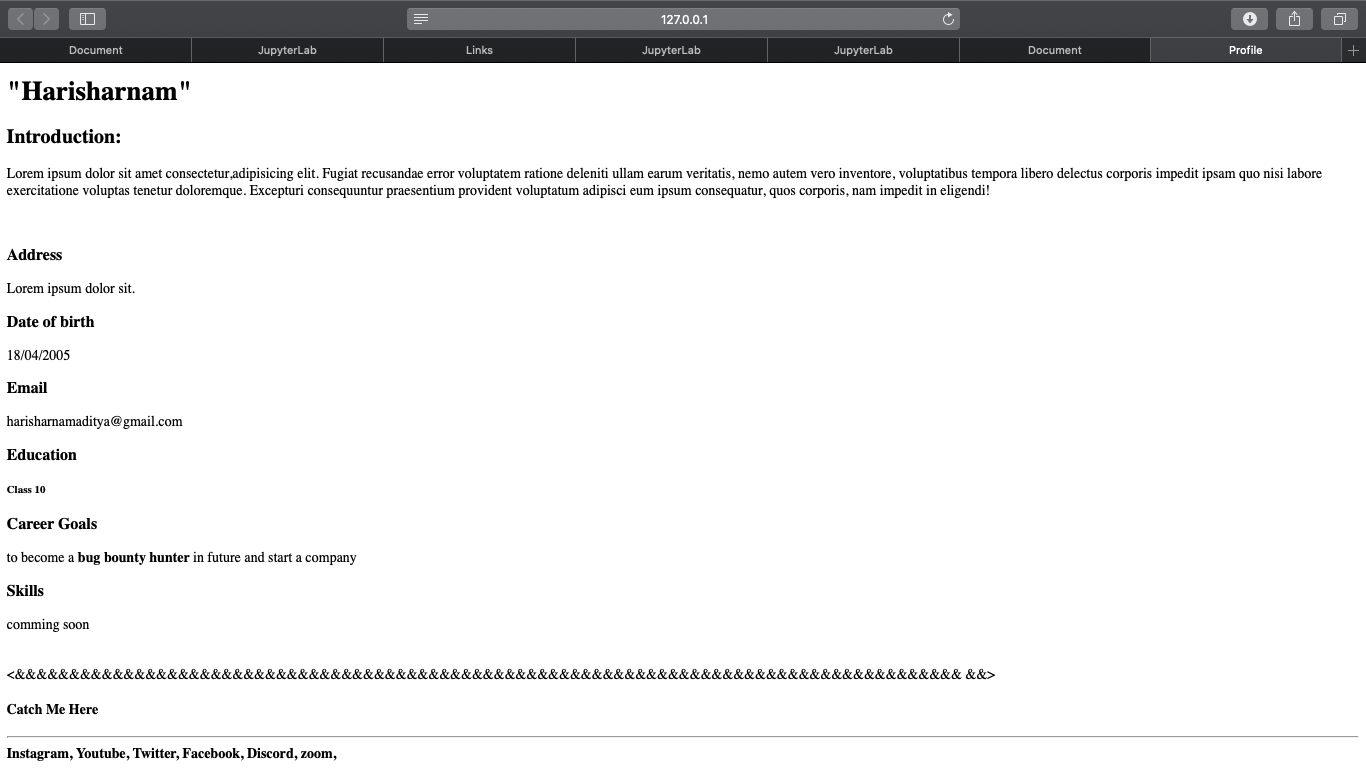 127.0.0.1
Document JupyterLab Links JupyterLab JupyterLab Document Profile
"Harisharnam"
Introduction:
Lorem ipsum dolor sit amet consectetur,adipisicing elit. Fugiat recusandae error voluptatem ratione deleniti ullam earum veritatis, nemo autem vero inventore, voluptatibus tempora libero delectus corporis impedit ipsam quo nisi labore
exercitatione voluptas tenetur doloremque. Excepturi consequuntur praesentium provident voluptatum adipisci eum ipsum consequatur, quos corporis, nam impedit in eligendi!
Address
Lorem ipsum dolor sit.
Date of birth
18/04/2005
Email
harisharnamaditya@gmail.com
Education
Class 10
Career Goals
to become a bug bounty hunter in future and start a company
Skills
comming soon
<&&&&&&&&&&&&&&&&&&&&&&&&&&&&&&&&&&&&&&&&&&&&&&&&&&&&&&&&&&&&&&&&&&&&&&&&&&&&&&&&&&&&&&& &&>
Catch Me Here
Instagram, Youtube, Twitter, Facebook, Discord, zoom,